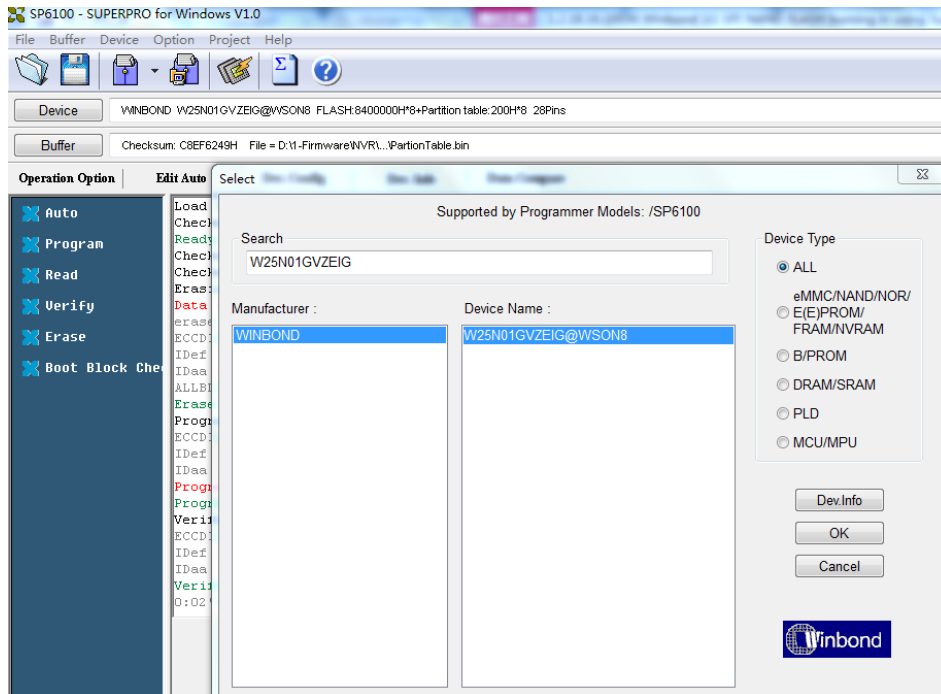 SP6100 - SUPERPRO for Windows V1.0
File Buffer Device Option Project Help
Σ
Device WINBOND W25N01GVZEIG@WSON8 FLASH:8400000H*8+Partition table:200H*8 28Pins
Buffer Checksum: C8EF6249H File = D:\1-Firmware\NVR\...\PartionTable.bin
Operation Option Edit Auto
Auto
Program
Read
Verify
Erase
Boot Block Che
Load
Check
Ready
Check
Check
Eras
Data
erase
ECCD
IDef
IDaa
ALLB
Erase
Progr
ECCD
IDef
IDaa
Progr
Progr
Veri
ECCD
IDef
IDaa
Veri
0:02
Select
Supported by Programmer Models: /SP6100
Search
W25N01GVZEIG
Manufacturer :
WINBOND
Device Name :
W25N01GVZEIG@WSON8
Device Type
ALL
eMMC/NAND/NOR/
E(E)PROM/
FRAM/NVRAM
B/PROM
DRAM/SRAM
PLD
MCU/MPU
Dev.Info
OK
Cancel
Winbond